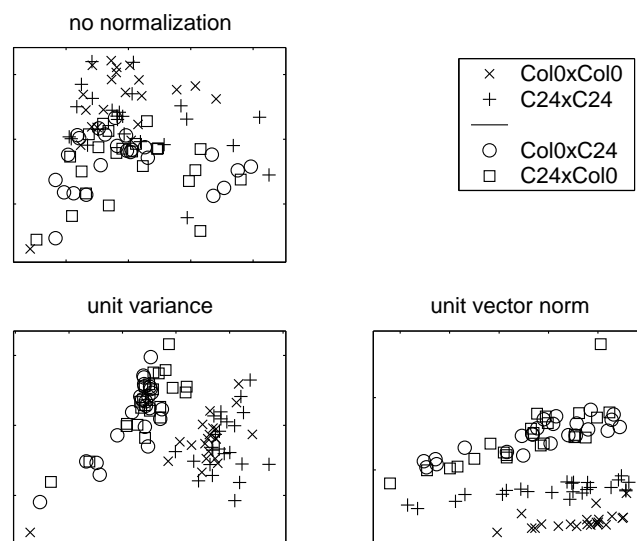 no normalization
Col0xCol0
C24xC24
Col0xC24
C24xCol0
unit variance
unit vector norm